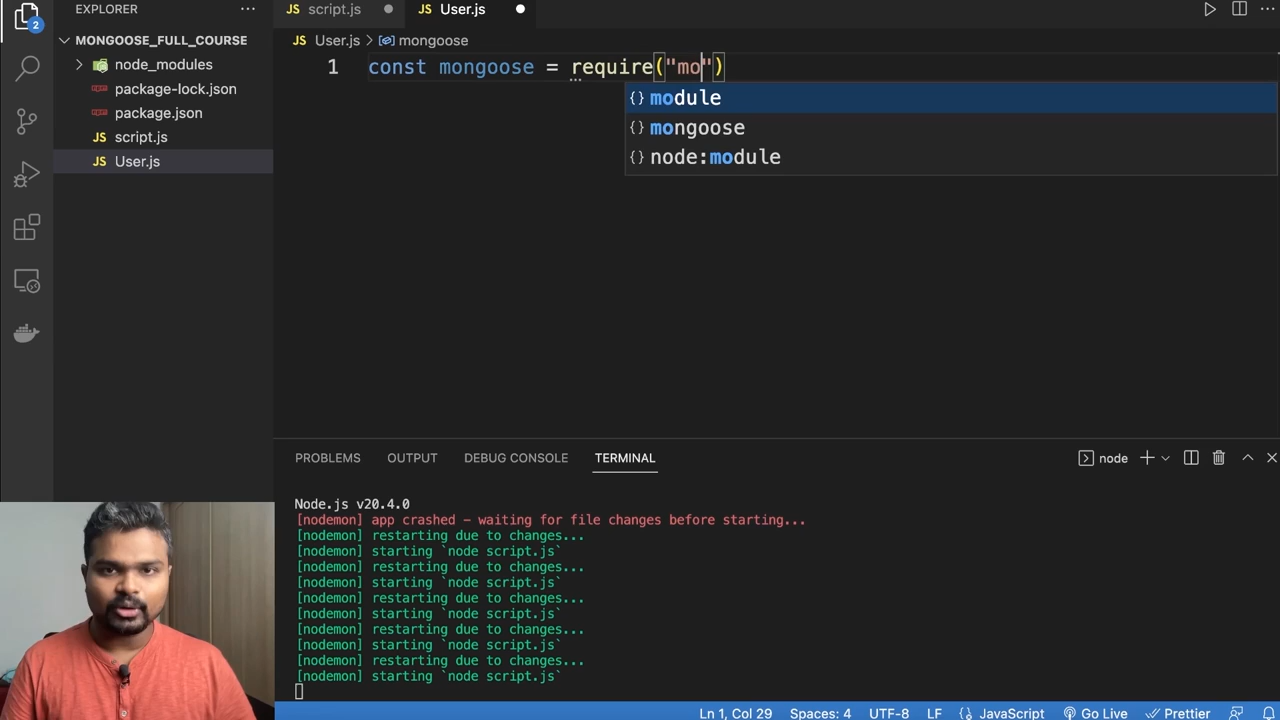 EXPLORER ···
MONGOOSE_FULL_COURSE
node_modules
package-lock.json
package.json
JS script.js
JS User.js
2
JS script.js
JS User.js
JS User.js > mongoose
1 const mongoose = require("mo")
{} module
{} mongoose
{} node:module
PROBLEMS OUTPUT DEBUG CONSOLE TERMINAL
node
Node.js v20.4.0
[nodemon] app crashed – waiting for file changes before starting...
[nodemon] restarting due to changes...
[nodemon] starting `node script.js`
[nodemon] restarting due to changes...
[nodemon] starting `node script.js`
[nodemon] restarting due to changes...
[nodemon] starting `node script.js`
[nodemon] restarting due to changes...
[nodemon] starting `node script.js`
[nodemon] restarting due to changes...
[nodemon] starting `node script.js`
Ln 1, Col 29 Spaces: 4 UTF-8 LF {} JavaScript Go Live Prettier